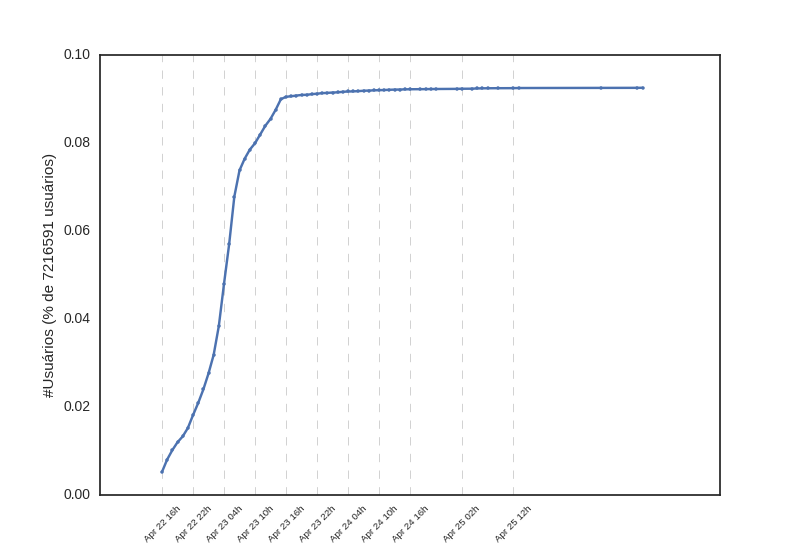 0.10
0.08
0.06
0.04
0.02
0.00
#Usuários (% de 7216591 usuários)
Apr 22 16h
Apr 22 22h
Apr 23 04h
Apr 23 10h
Apr 23 16h
Apr 23 22h
Apr 24 04h
Apr 24 10h
Apr 24 16h
Apr 25 02h
Apr 25 12h